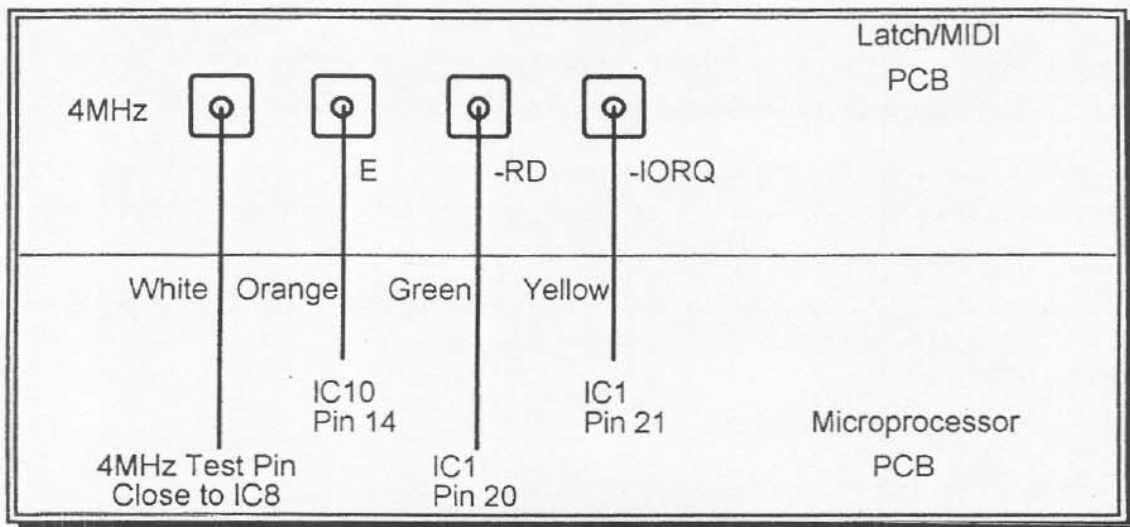 Latch/MIDI
PCB
4MHz
E
-RD
-IORQ
White
Orange
Green
Yellow
IC10
Pin 14
IC1
Pin 21
Microprocessor
PCB
4MHz Test Pin
Close to IC8
IC1
Pin 20